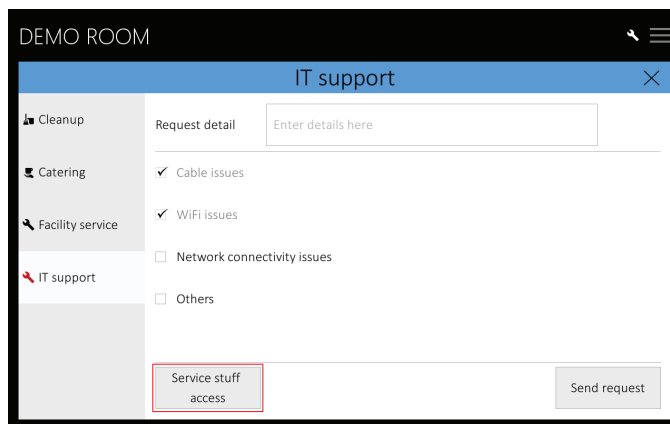 DEMO ROOM
IT support
Cleanup
Catering
Facility service
IT support
Request detail
Enter details here
Cable issues
WiFi issues
Network connectivity issues
Others
Service stuff
access
Send request